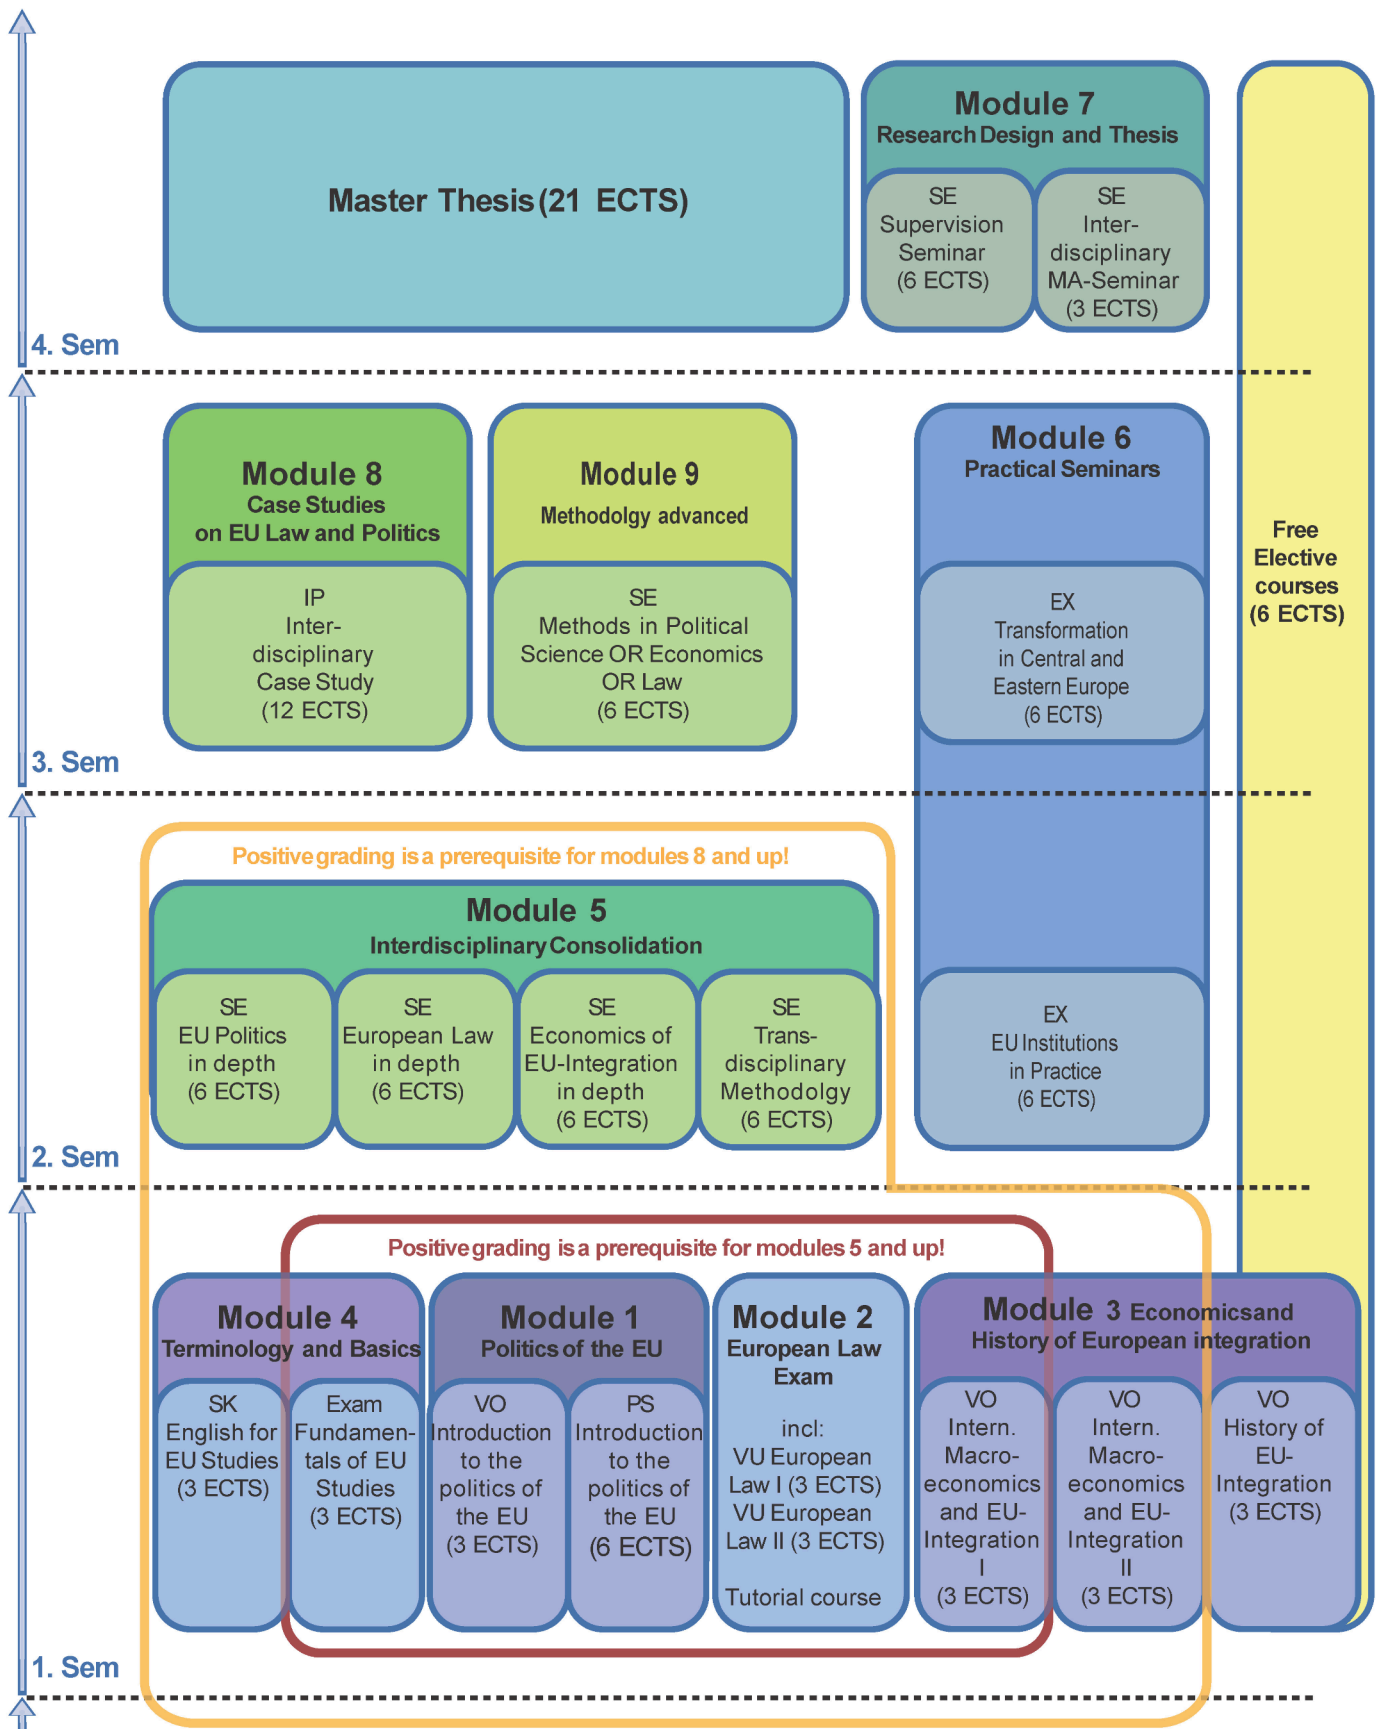 Master Thesis (21 ECTS)
Module 7
Research Design and Thesis
SE
Supervision
Seminar
(6 ECTS)
SE
Inter-
disciplinary
MA-Seminar
(3 ECTS)
4. Sem
Module 8
Case Studies
on EU Law and Politics
IP
Inter-
disciplinary
Case Study
(12 ECTS)
Module 9
Methodolgy advanced
SE
Methods in Political
Science OR Economics
OR Law
(6 ECTS)
Module 6
Practical Seminars
EX
Transformation
in Central and
Eastern Europe
(6 ECTS)
Free
Elective
courses
(6 ECTS)
3. Sem
Positive grading is a prerequisite for modules 8 and up!
Module 5
Interdisciplinary Consolidation
SE
EU Politics
in depth
(6 ECTS)
SE
European Law
in depth
(6 ECTS)
SE
Economics of
EU-Integration
in depth
(6 ECTS)
SE
Trans-
disciplinary
Methodolgy
(6 ECTS)
EX
EU Institutions
in Practice
(6 ECTS)
2. Sem
Positive grading is a prerequisite for modules 5 and up!
Module 4
Terminology and Basics
SK
English for
EU Studies
(3 ECTS)
Exam
Fundamen-
tals of EU
Studies
(3 ECTS)
Module 1
Politics of the EU
VO
Introduction
to the
politics of
the EU
(3 ECTS)
PS
Introduction
to the
politics of
the EU
(6 ECTS)
Module 2
European Law
Exam
incl:
VU European
Law I (3 ECTS)
VU European
Law II (3 ECTS)
Tutorial course
Module 3 Economics and
History of European integration
VO
Intern.
Macro-
economics
and EU-
Integration
I
(3 ECTS)
VO
Intern.
Macro-
economics
and EU-
Integration
II
(3 ECTS)
VO
History of
EU-
Integration
(3 ECTS)
1. Sem